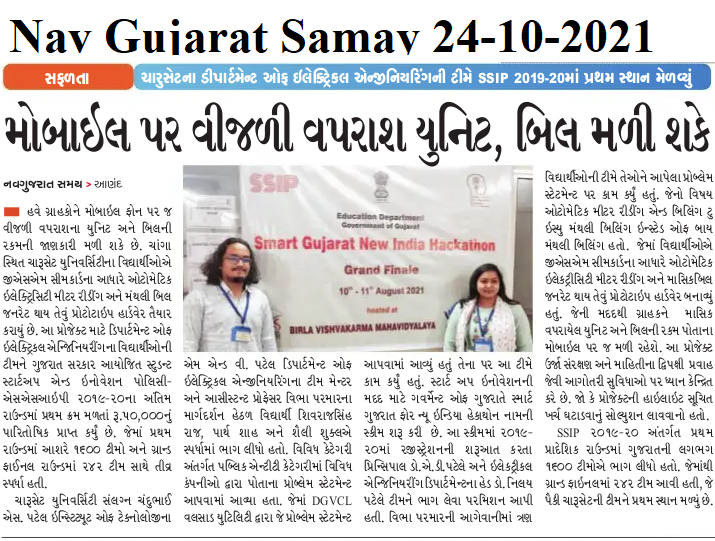 Nav Gujarat Samay 24-10-2021
સફળતા
ચારુસેટના ડીપાર્ટમેન્ટ ઓફ ઇલેક્ટ્રિકલ એન્જીનિયરિંગની ટીમે SSIP 2019-20માં પ્રથમ સ્થાન મેળવ્યું
મોબાઇલ પર વીજળી વપરાશ યુનિટ, બિલ મળી શકે
નવગુજરાત સમય > આણંદ
હવે ગ્રાહકોને મોબાઇલ ફોન પર જ
વીજળી વપરાશના યુનિટ અને બિલની
રકમની જાણકારી મળી શકે છે. ચાંગા
સ્થિત ચારૂસેટ યુનિવર્સિટીના વિદ્યાર્થીઓએ
જીએસએમ સીમકાર્ડના આધારે ઓટોમેટિક
ઇલેક્ટ્રિસિટી મીટર રીડીંગ અને મંથલી બિલ
જનરેટ થાય તેવું પ્રોટોટાઇપ હાર્ડવેર તૈયાર
કરાયું છે. આ પ્રોજેક્ટ માટે ડિપાર્ટમેન્ટ ઓફ
ઇલેક્ટ્રિકલ એન્જિનિયરિંગના વિદ્યાર્થીની
ટીમને ગુજરાત સરકાર આયોજિત સ્ટુડન્ટ
સ્ટાર્ટઅપ એન્ડ ઇનોવેશન પોલિસી-
એસએસઆઇપી ૨૦૧૯-૨૦ના અંતિમ
રાઉન્ડમાં પ્રથમ ક્રમ મળતાં રૂ.૫૦,૦૦૦નું
પારિતોષિક પ્રાપ્ત કર્યું છે. જેમાં પ્રથમ
રાઉન્ડમાં આશરે ૧૬૦૦ ટીમો અને ગ્રાન્ડ
ફાઈનલ રાઉન્ડમાં ૨૪૨ ટીમ સાથે તીવ્ર
સ્પર્ધા હતી.
ચારૂસેટ યુનિવર્સિટી સંલગ્ન ચંદુભાઈ
એસ. પટેલ ઇન્સ્ટિટ્યૂટ ઓફ ટેકનોલોજીના
SSIP
Education Department
Government of Gujarat
Smart Gujarat New India Hackathon
Grand Finale
10th - 11th August 2021
hosted at
BIRLA VISHVAKARMA MAHAVIDYALAYA
એમ એન્ડ વી. પટેલ ડિપાર્ટમેન્ટ ઓફ
ઇલેક્ટ્રિકલ એન્જીનિયરિંગના ટિમ મેન્ટર
અને આસીસ્ટન્ટ પ્રોફેસર વિભા પરમારના
માર્ગદર્શન હેઠળ વિદ્યાર્થી શિવરાજસિંહ
રાજ, પાર્થ શાહ અને શૈલી શુક્લએ
સ્પર્ધામાં ભાગ લીધો હતો. વિવિધ કેટેગરી
અંતર્ગત પબ્લિક એન્ટીટી કેટેગરીમાં વિવિધ
કંપનીઓ દ્વારા પોતાના પ્રોબ્લેમ સ્ટેટમેન્ટ
આપવામાં આવ્યા હતા. જેમાં DGVCL
વલસાડ યુટિલિટી દ્વારા જે પ્રોબ્લેમ સ્ટેટમેન્ટ
આપવામાં આવ્યું હતું તેના પર આ ટીમે
કામ કર્યું હતું. સ્ટાર્ટ અપ ઇનોવેશનની
મદદ માટે ગવર્મેન્ટ ઓફ ગુજરાતે સ્માર્ટ
ગુજરાત ફોર ન્યૂ ઇન્ડિયા હેકાથોન નામની
સ્કીમ શરૂ કરી છે. આ સ્કીમમાં ૨૦૧૯-
૨૦માં રજીસ્ટ્રેશનની શરૂઆત કરતા
પ્રિન્સિપાલ ડો.એ.ડી.પટેલે અને ઇલેક્ટ્રીકલ
એન્જિનિયરિંગ ડિપાર્ટમેન્ટના હેડ ડો. નિલય
પટેલે ટીમને ભાગ લેવા પરમિશન આપી
હતી. વિભા પરમારની આગેવાનીમાં ત્રણ
વિદ્યાર્થીઓની ટીમે તેઓને આપેલા પ્રોબ્લેમ
સ્ટેટમેન્ટ પર કામ કર્યું હતું. જેનો વિષય
ઓટોમેટિક મીટર રીડીંગ એન્ડ બિલિંગ ટુ
ઇસ્યુ મંથલી બિલિંગ ઇન્સ્ટેડ ઓફ બાય
મંથલી બિલિંગ હતો. જેમાં વિદ્યાર્થીઓએ
જીએસએમ સીમકાર્ડના આધારે ઓટોમેટિક
ઇલેક્ટ્રીસીટી મીટર રીડીંગ અને માસિકબિલ
જનરેટ થાય તેવું પ્રોટોટાઇપ હાર્ડવેર બનાવ્યું
હતું. જેની મદદથી ગ્રાહકને માસિક
વપરાયેલ યુનિટ અને બિલની રકમ પોતાના
મોબાઇલ પર જ મળી રહેશે. આ પ્રોજેક્ટ
ઉર્જા સંરક્ષણ અને માહિતીના દ્વિપક્ષી પ્રવાહ
જેવી આગોતરી સુવિધાઓ પર ધ્યાન કેન્દ્રિત
કરે છે. જો કે પ્રોજેક્ટની હાઇલાઇટ સૂચિત
ખર્ચ ઘટાડવાનું સોલ્યુશન લાવવાનો હતો.
SSIP ૨૦૧૯-૨૦ અંતર્ગત પ્રથમ
પ્રાદેશિક રાઉન્ડમાં ગુજરાતની લગભગ
૧૬૦૦ ટીમોએ ભાગ લીધો હતો. જેમાંથી
ગ્રાન્ડ ફાઇનલમાં ૨૪૨ ટીમ આવી હતી, જે
પૈકી ચારૂસેટની ટીમને પ્રથમ સ્થાન મળ્યું છે.